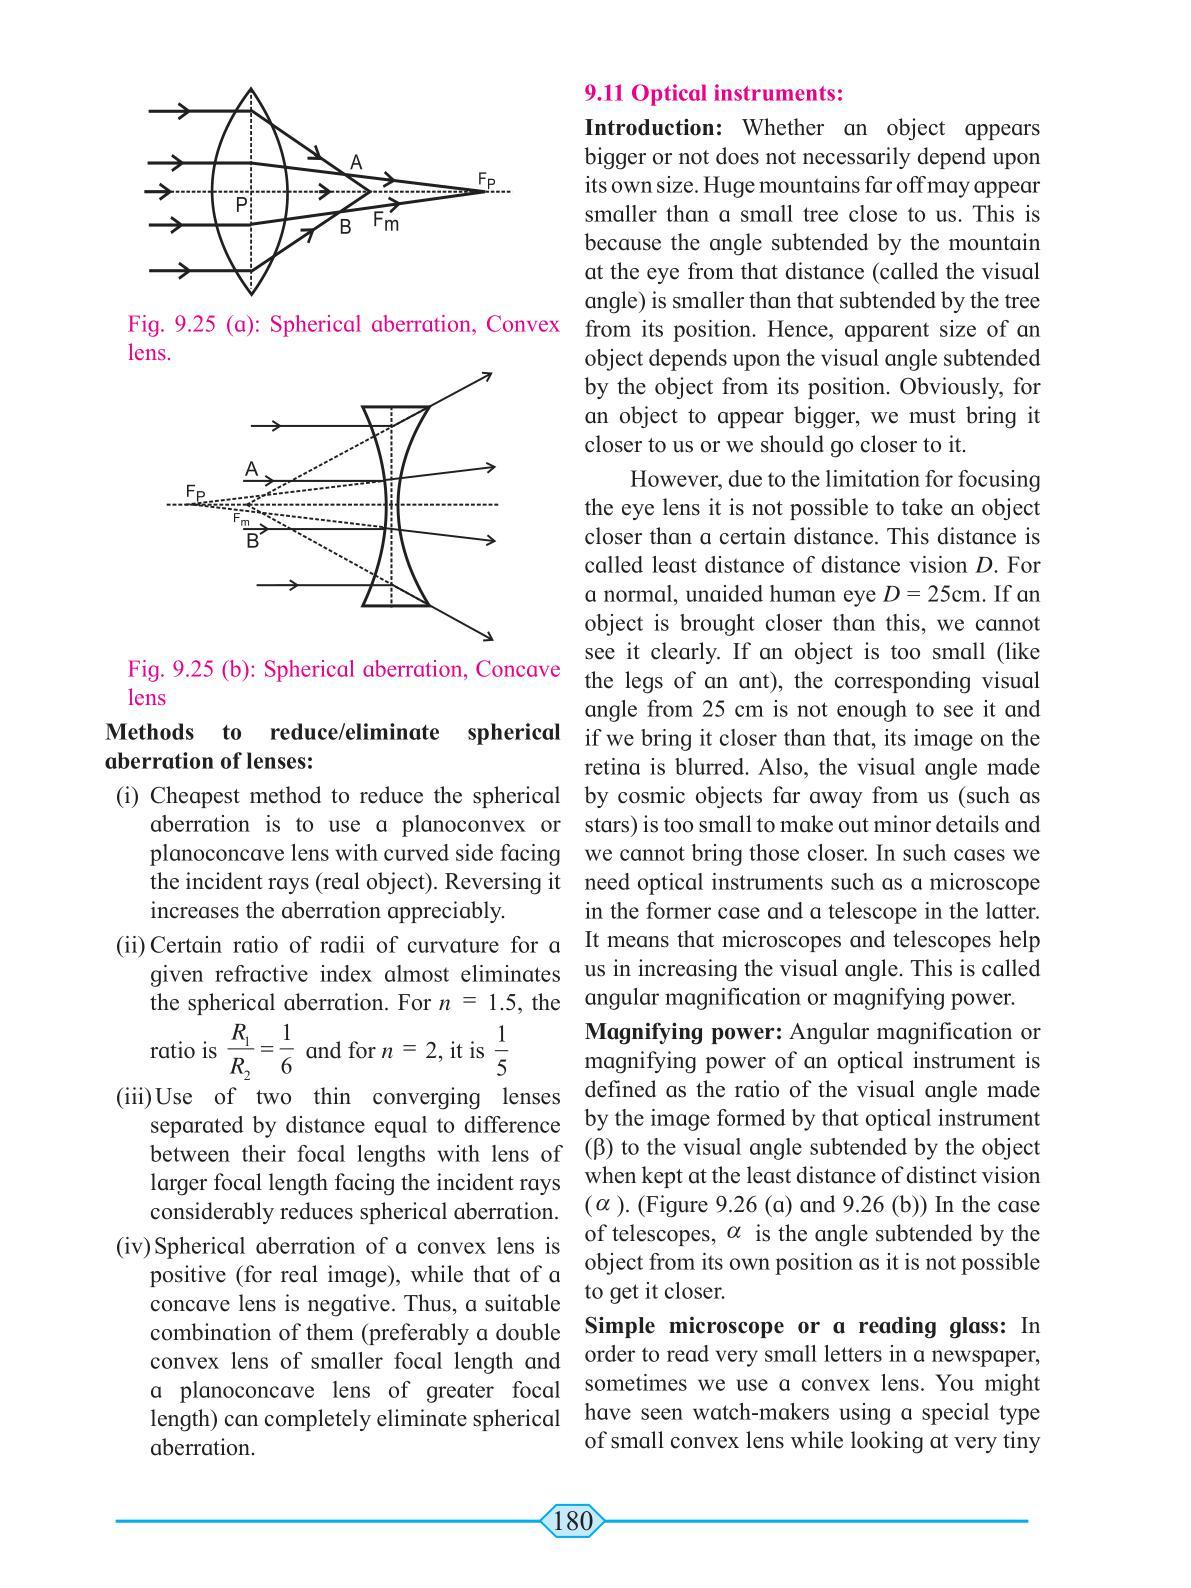 A
F_P
P
B
F_m
Fig. 9.25 (a): Spherical aberration, Convex
lens.
A
F_P
F_m
B
Fig. 9.25 (b): Spherical aberration, Concave
lens
Methods to reduce/eliminate spherical
aberration of lenses:
(i) Cheapest method to reduce the spherical
aberration is to use a planoconvex or
planoconcave lens with curved side facing
the incident rays (real object). Reversing it
increases the aberration appreciably.
(ii) Certain ratio of radii of curvature for a
given refractive index almost eliminates
the spherical aberration. For n = 1.5, the
ratio is R₁/R₂ = 1/6 and for n = 2, it is 1/5
(iii) Use of two thin converging lenses
separated by distance equal to difference
between their focal lengths with lens of
larger focal length facing the incident rays
considerably reduces spherical aberration.
(iv) Spherical aberration of a convex lens is
positive (for real image), while that of a
concave lens is negative. Thus, a suitable
combination of them (preferably a double
convex lens of smaller focal length and
a planoconcave lens of greater focal
length) can completely eliminate spherical
aberration.
9.11 Optical instruments:
Introduction: Whether an object appears
bigger or not does not necessarily depend upon
its own size. Huge mountains far off may appear
smaller than a small tree close to us. This is
because the angle subtended by the mountain
at the eye from that distance (called the visual
angle) is smaller than that subtended by the tree
from its position. Hence, apparent size of an
object depends upon the visual angle subtended
by the object from its position. Obviously, for
an object to appear bigger, we must bring it
closer to us or we should go closer to it.
However, due to the limitation for focusing
the eye lens it is not possible to take an object
closer than a certain distance. This distance is
called least distance of distance vision D. For
a normal, unaided human eye D = 25cm. If an
object is brought closer than this, we cannot
see it clearly. If an object is too small (like
the legs of an ant), the corresponding visual
angle from 25 cm is not enough to see it and
if we bring it closer than that, its image on the
retina is blurred. Also, the visual angle made
by cosmic objects far away from us (such as
stars) is too small to make out minor details and
we cannot bring those closer. In such cases we
need optical instruments such as a microscope
in the former case and a telescope in the latter.
It means that microscopes and telescopes help
us in increasing the visual angle. This is called
angular magnification or magnifying power.
Magnifying power: Angular magnification or
magnifying power of an optical instrument is
defined as the ratio of the visual angle made
by the image formed by that optical instrument
(β) to the visual angle subtended by the object
when kept at the least distance of distinct vision
(α). (Figure 9.26 (a) and 9.26 (b)) In the case
of telescopes, α is the angle subtended by the
object from its own position as it is not possible
to get it closer.
Simple microscope or a reading glass: In
order to read very small letters in a newspaper,
sometimes we use a convex lens. You might
have seen watch-makers using a special type
of small convex lens while looking at very tiny
180